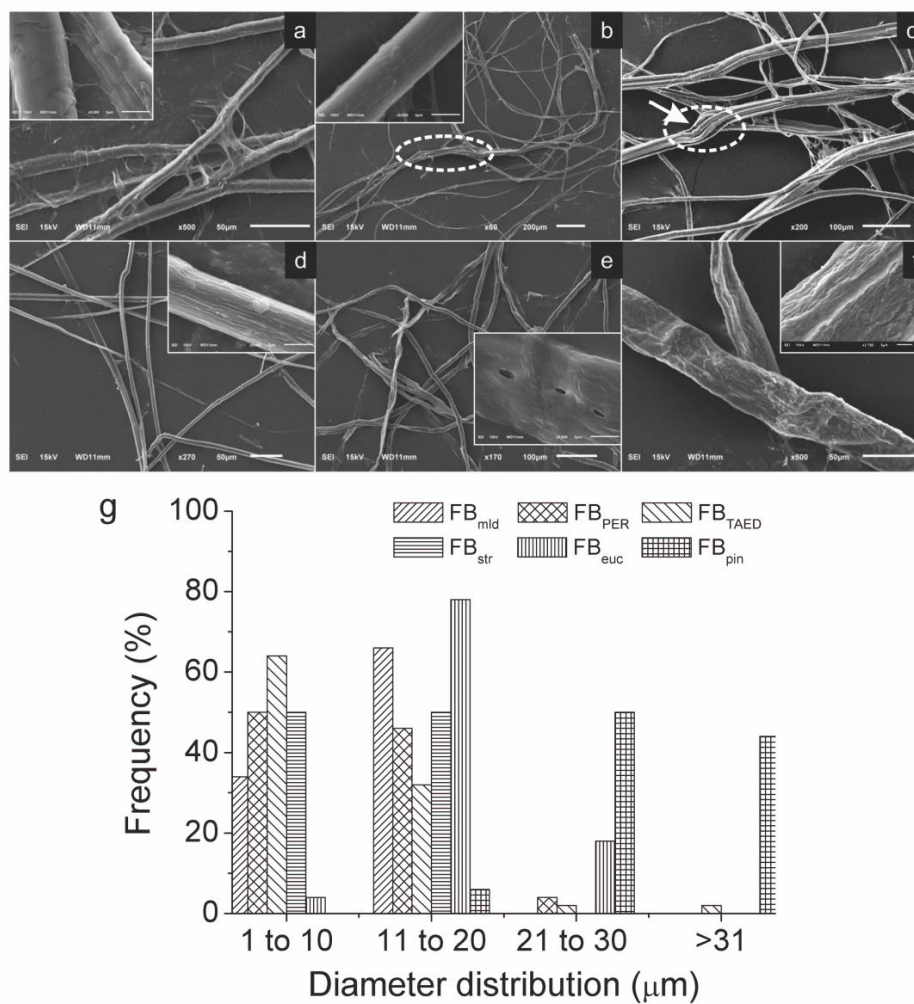 a
b
c
SEI 15kV WD11mm x500 50µm
SEI 15kV WD11mm x60 200µm
SEI 15kV WD11mm x200 100µm
d
e
SEI 15kV WD11mm x270 50µm
SEI 15kV WD11mm x170 100µm
SEI 15kV WD11mm x500 50µm
g
100
80
60
40
20
0
Frequency (%)
FBmld FBPER FBTAED
FBstr FBeuc FBpin
1 to 10 11 to 20 21 to 30 >31
Diameter distribution (μm)